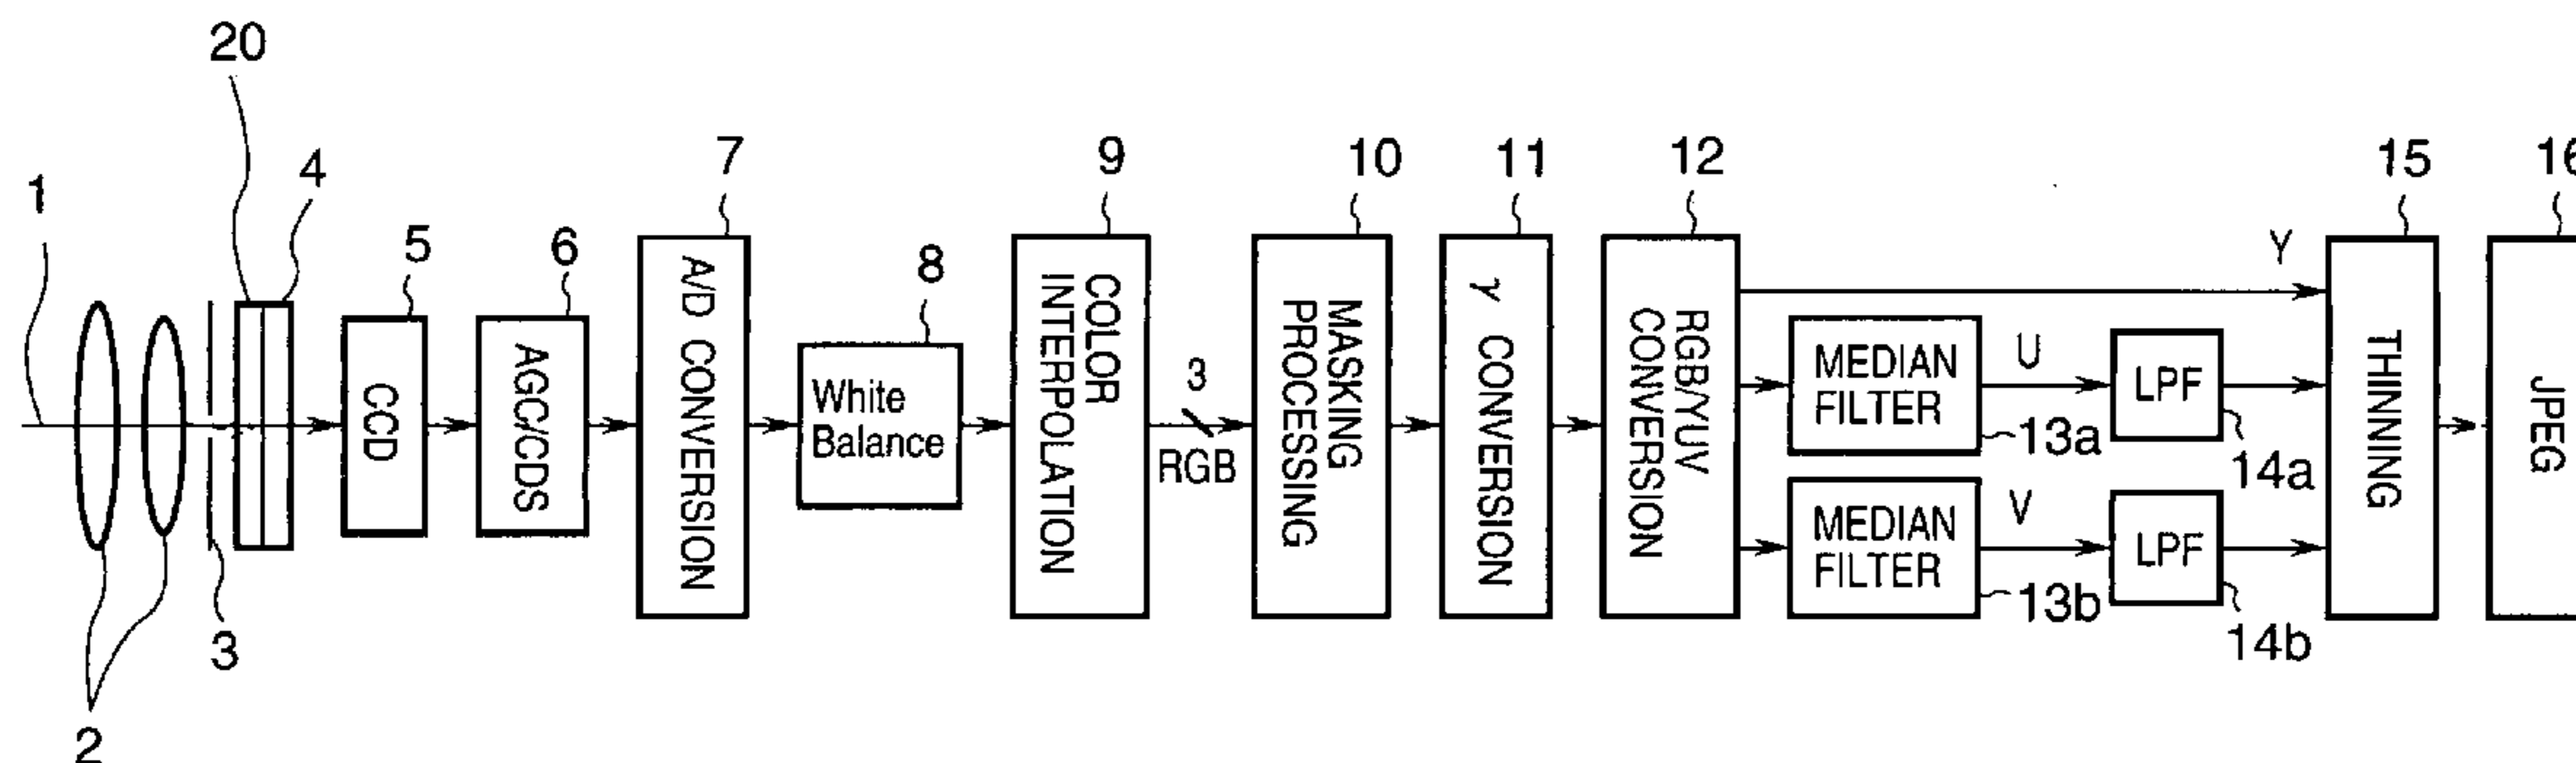 20
1
4
5
6
7
8
9
10
11
12
15
16
CCD
AGC/CDS
A/D CONVERSION
White
Balance
COLOR
INTERPOLATION
3
RGB
MASKING
PROCESSING
γ CONVERSION
RGB/YUV
CONVERSION
Y
MEDIAN
FILTER
U
LPF
13a
14a
MEDIAN
FILTER
V
LPF
13b
14b
THINNING
JPEG
3
2